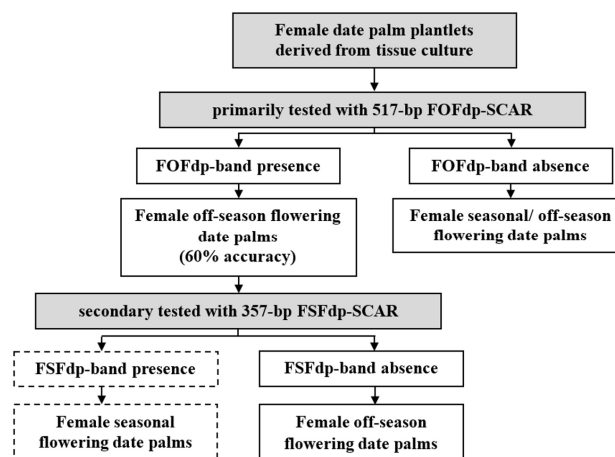 Female date palm plantlets
derived from tissue culture
primarily tested with 517-bp FOFdp-SCAR
FOFdp-band presence
FOFdp-band absence
Female off-season flowering
date palms
(60% accuracy)
Female seasonal/ off-season
flowering date palms
secondary tested with 357-bp FSFdp-SCAR
FSFdp-band presence
FSFdp-band absence
Female seasonal
flowering date palms
Female off-season
flowering date palms